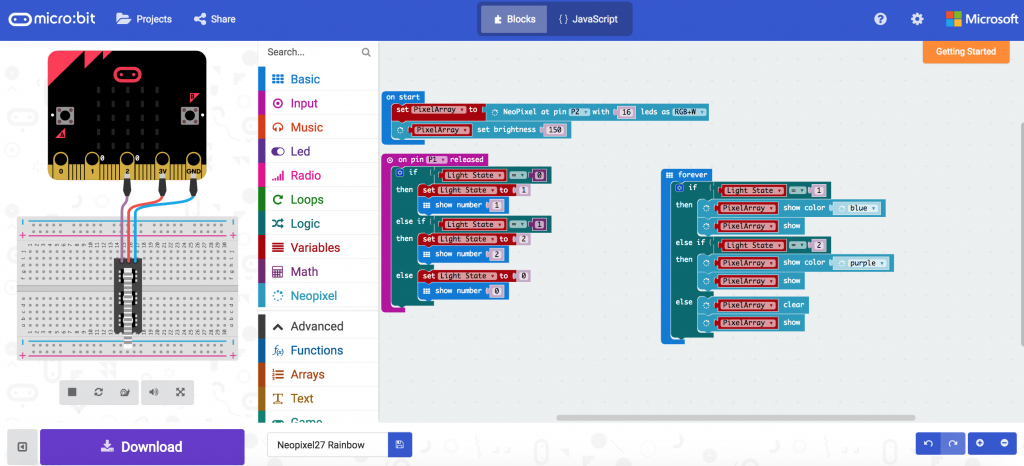 micro:bit Projects Share Blocks {} JavaScript Microsoft
Getting Started
Search...
Basic
Input
Music
Led
Radio
Loops
Logic
Variables
Math
Neopixel
Advanced
Functions
Arrays
Text
Game
B
A
0 1 2 3V GND
0 0
on start
set PixelArray to NeoPixel at pin P2 with 16 leds as RGB+W
PixelArray set brightness 150
on pin P1 released
if Light State = 0
then set Light State to 1
show number 1
else if Light State = 1
then set Light State to 2
show number 2
else set Light State to 0
show number 0
forever
if Light State = 1
then PixelArray show color blue
PixelArray show
else if Light State = 2
then PixelArray show color purple
PixelArray show
else PixelArray clear
PixelArray show
Download
Neopixel27 Rainbow